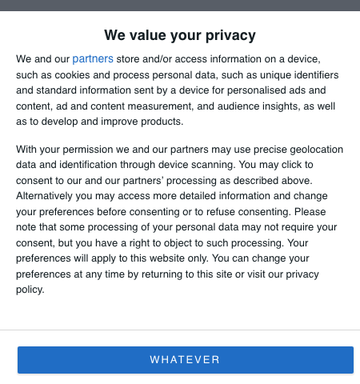 We value your privacy
We and our partners store and/or access information on a device,
such as cookies and process personal data, such as unique identifiers
and standard information sent by a device for personalised ads and
content, ad and content measurement, and audience insights, as well
as to develop and improve products.
With your permission we and our partners may use precise geolocation
data and identification through device scanning. You may click to
consent to our and our partners’ processing as described above.
Alternatively you may access more detailed information and change
your preferences before consenting or to refuse consenting. Please
note that some processing of your personal data may not require your
consent, but you have a right to object to such processing. Your
preferences will apply to this website only. You can change your
preferences at any time by returning to this site or visit our privacy
policy.
WHATEVER